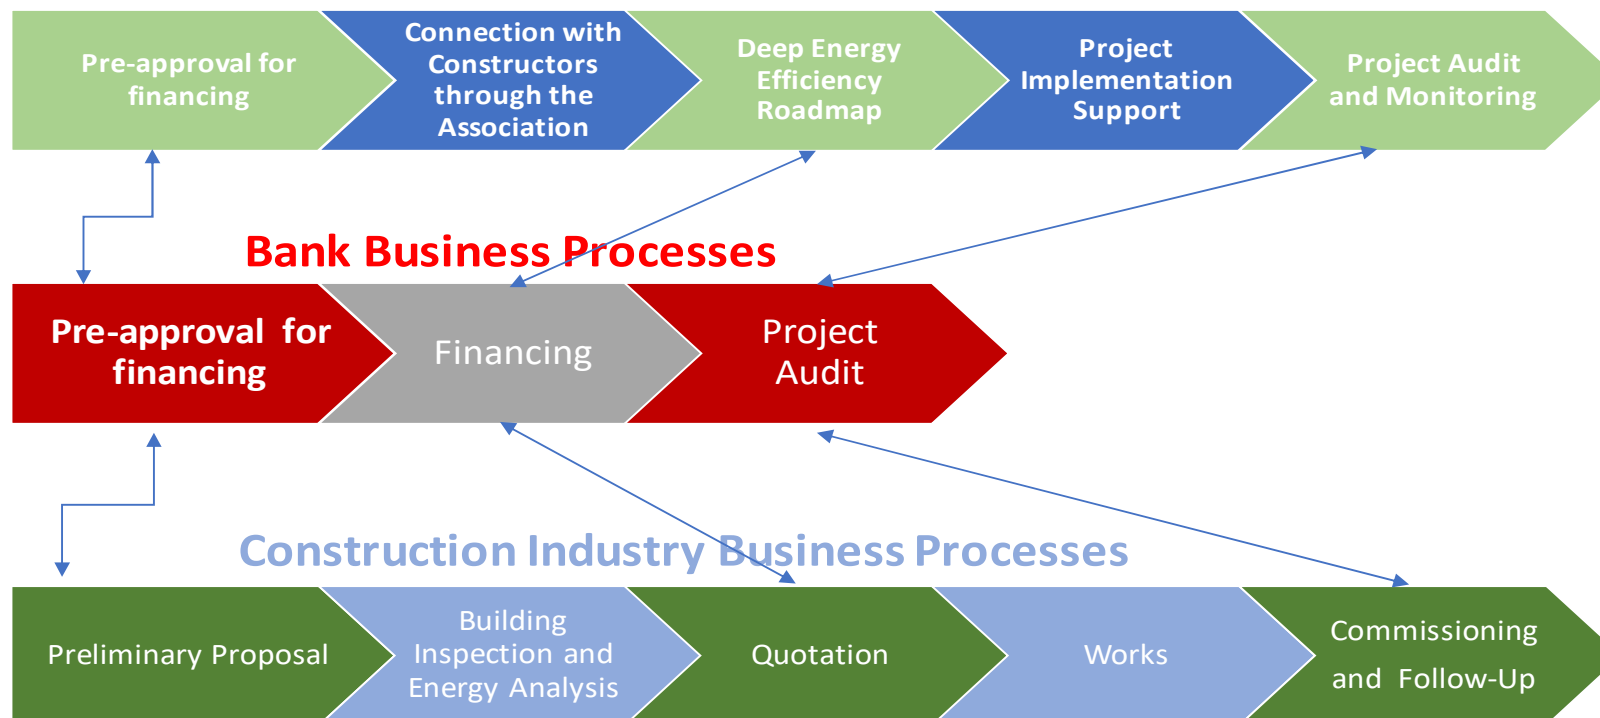 Pre-approval for
financing
Connection with
Constructors
through the
Association
Deep Energy
Efficiency
Roadmap
Project
Implementation
Support
Project Audit
and Monitoring
Bank Business Processes
Pre-approval for
financing
Financing
Project
Audit
Construction Industry Business Processes
Preliminary Proposal
Building
Inspection and
Energy Analysis
Quotation
Works
Commissioning
and Follow-Up